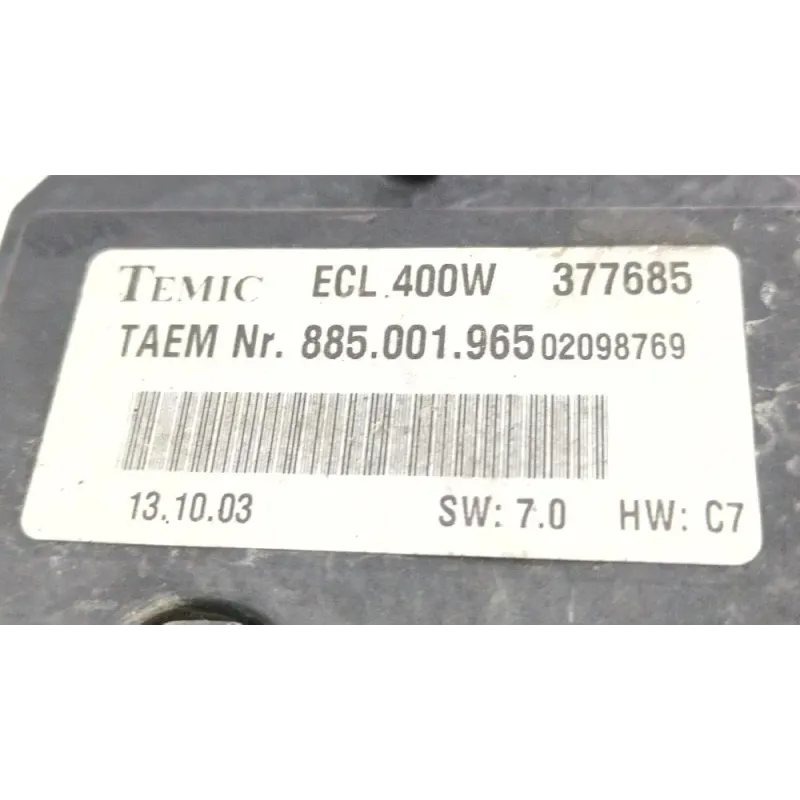 TEMIC ECL.400W 377685
TAEM Nr. 885.001.965 02098769
13.10.03 SW: 7.0 HW: C7